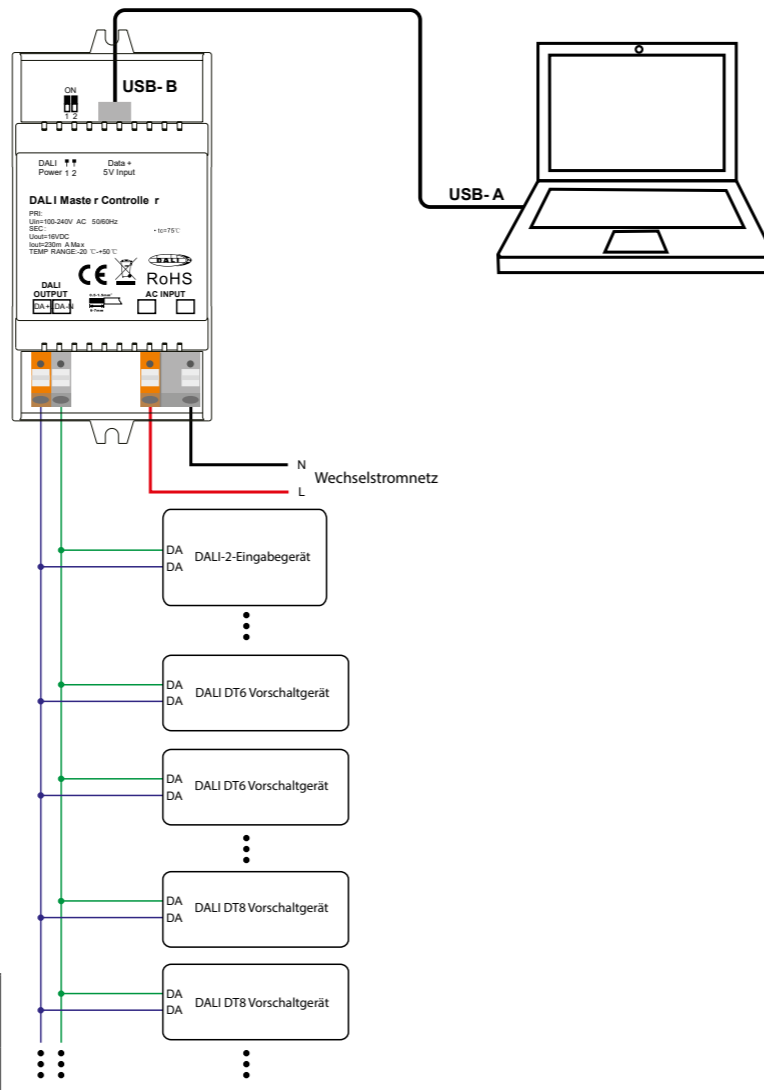 USB- B
ON
1 2
DALI
Power 1 2
Data +
5V Input
DAL I Maste r Controlle r
PRI:
Uin=100-240V AC 50/60Hz
SEC :
Uout=16VDC
Iout=230m A Max
TEMP RANGE:-20 ℃-+50 ℃
• tc=75℃
CE
DALI
RoHS
DALI
OUTPUT
DA+ DA-N
AC INPUT
USB- A
N
L
Wechselstromnetz
DA
DA
DALI-2-Eingabegerät
DA
DA
DALI DT6 Vorschaltgerät
DA
DA
DALI DT6 Vorschaltgerät
DA
DA
DALI DT8 Vorschaltgerät
DA
DA
DALI DT8 Vorschaltgerät